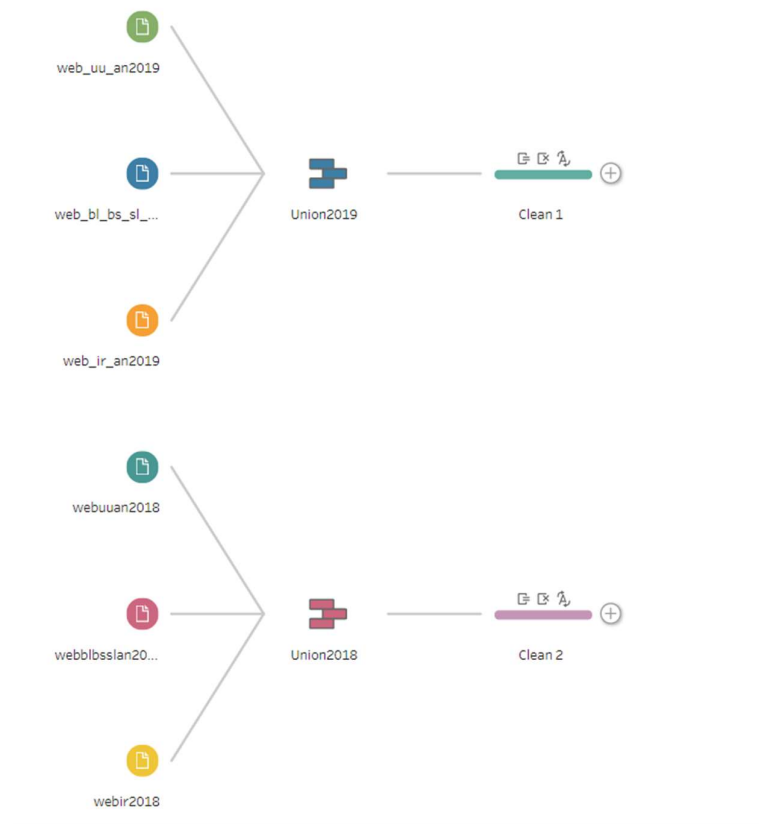 web_uu_an2019
web_bl_bs_sl_...
Union2019
Clean 1
web_ir_an2019
webuuan2018
webblbsslan20...
Union2018
Clean 2
webir2018